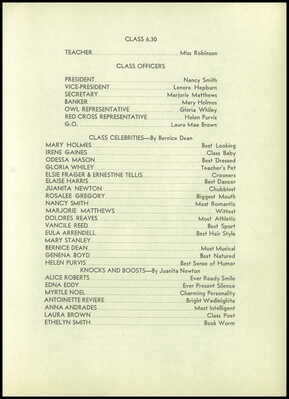 CLASS 6.30
TEACHER Miss Robinson
CLASS OFFICERS
PRESIDENT Nancy Smith
VICE-PRESIDENT Lenora Hepburn
SECRETARY Marjorie Matthews
BANKER Mary Holmes
OWL REPRESENTATIVE Gloria Whiley
RED CROSS REPRESENTATIVE Helen Purvis
G.O. Laura Mae Brown
CLASS CELEBRITIES—By Bernice Dean
MARY HOLMES Best Looking
IRENE GAINES Class Baby
ODESSA MASON Best Dressed
GLORIA WHILEY Teacher's Pet
ELSIE FRAIGER & ERNESTINE TELLIS Crooners
ELAISE HARRIS Best Dancer
JUANITA NEWTON Chubbiest
ROSALEE GREGORY Biggest Mouth
NANCY SMITH Most Romantic
MARJORIE MATTHEWS Wittest
DOLORES REAVES Most Athletic
VANCILE REED Best Sport
EULA ARRENDELL Best Hair Style
MARY STANLEY
BERNICE DEAN Most Musical
GENENA BOYD Best Natured
HELEN PURVIS Best Sense of Humor
KNOCKS AND BOOSTS—By Juanita Newton
ALICE ROBERTS Ever Ready Smile
EDNA EDDY Ever Present Silence
MYRTLE NOEL Charming Personality
ANTOINETTE REVIERE Bright
ANNA ANDRADES Most Intelligent
LAURA BROWN Class Poet
ETHELYN SMITH Book Worm